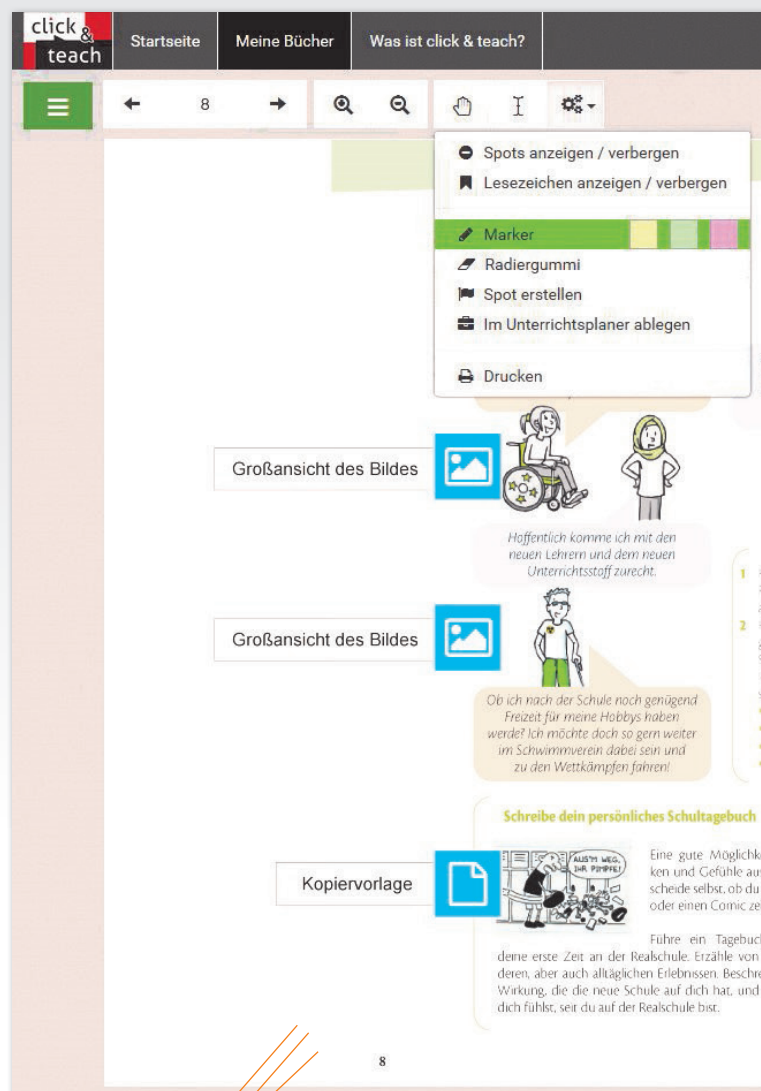 click &
teach
Startseite
Meine Bücher
Was ist click & teach?
8
Spots anzeigen / verbergen
Lesezeichen anzeigen / verbergen
Marker
Radiergummi
Spot erstellen
Im Unterrichtsplaner ablegen
Drucken
Großansicht des Bildes
Hoffentlich komme ich mit den
neuen Lehrern und dem neuen
Unterrichtsstoff zurecht.
1
2
Großansicht des Bildes
Ob ich nach der Schule noch genügend
Freizeit für meine Hobbys haben
werde? Ich möchte doch so gern weiter
im Schwimmverein dabei sein und
zu den Wettkämpfen fahren!
Schreibe dein persönliches Schultagebuch
Kopiervorlage
AUS'M WEG,
IHR PIMPFE!
Eine gute Möglichke
ken und Gefühle aus
scheide selbst, ob du
oder einen Comic ze
Führe ein Tagebuc
deine erste Zeit an der Realschule. Erzähle von
deren, aber auch alltäglichen Erlebnissen. Beschre
Wirkung, die die neue Schule auf dich hat, und
dich fühlst, seit du auf der Realschule bist.
8